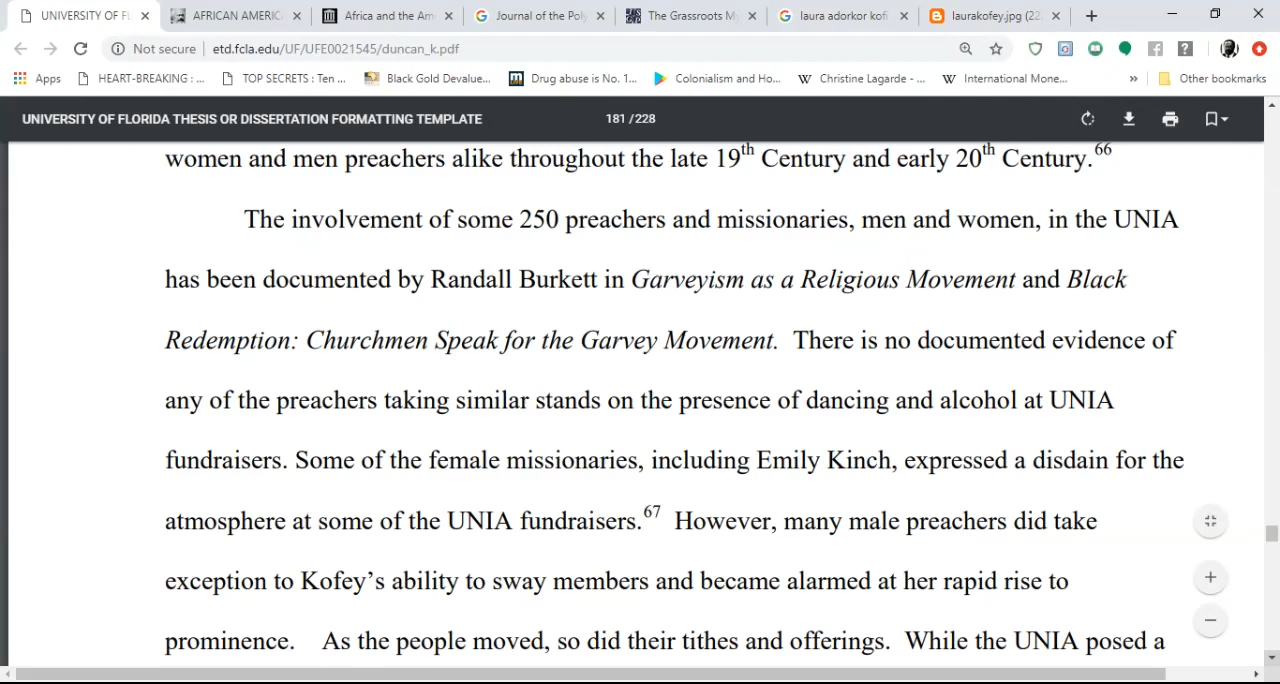 UNIVERSITY OF FL
AFRICAN AMERIC
Africa and the Am
Journal of the Pol
The Grassroots M
laura adorkor kofi
laurakofey.jpg (22
Not secure | etd.fcla.edu/UF/UFE0021545/duncan_k.pdf
Apps
HEART-BREAKING : ...
TOP SECRETS : Ten ...
Black Gold Devalue...
Drug abuse is No. 1...
Colonialism and Ho...
Christine Lagarde - ...
International Mone...
Other bookmarks
UNIVERSITY OF FLORIDA THESIS OR DISSERTATION FORMATTING TEMPLATE
181 / 228
women and men preachers alike throughout the late 19th Century and early 20th Century.66
The involvement of some 250 preachers and missionaries, men and women, in the UNIA
has been documented by Randall Burkett in Garveyism as a Religious Movement and Black
Redemption: Churchmen Speak for the Garvey Movement. There is no documented evidence of
any of the preachers taking similar stands on the presence of dancing and alcohol at UNIA
fundraisers. Some of the female missionaries, including Emily Kinch, expressed a disdain for the
atmosphere at some of the UNIA fundraisers.67 However, many male preachers did take
exception to Kofey's ability to sway members and became alarmed at her rapid rise to
prominence. As the people moved, so did their tithes and offerings. While the UNIA posed a